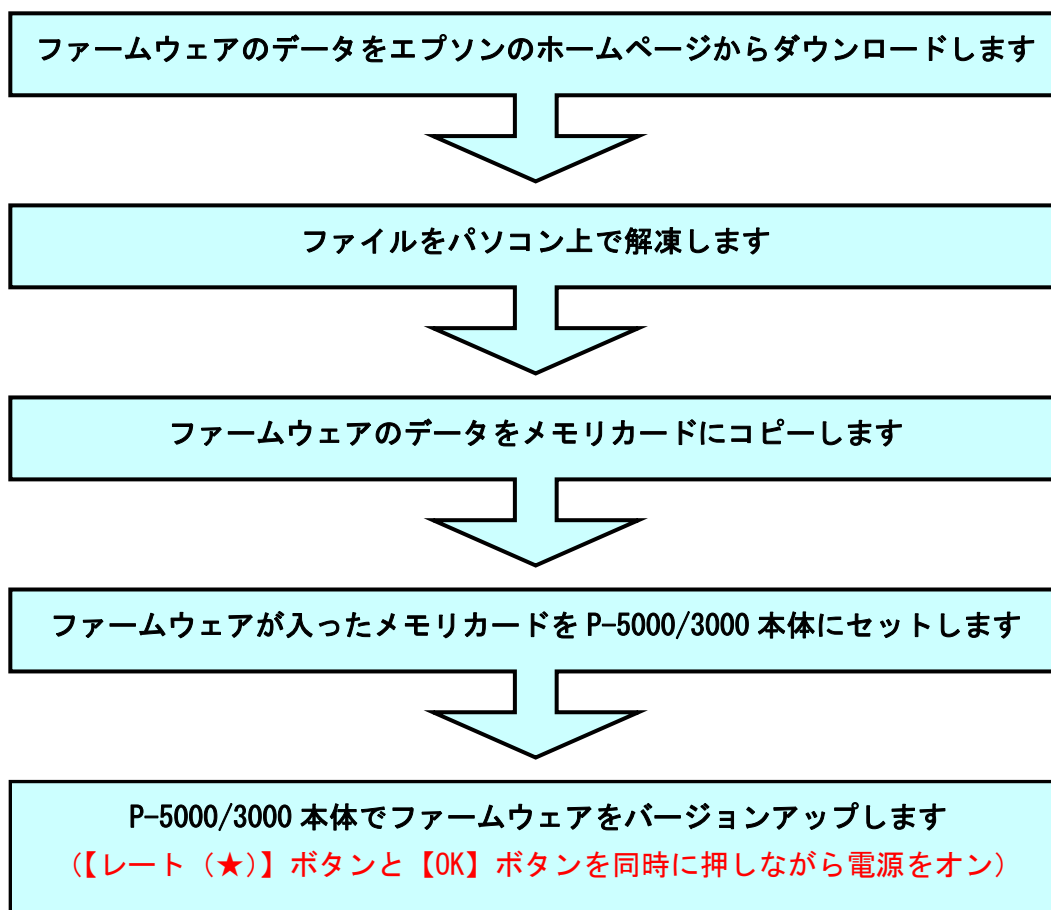 ファームウェアのデータをエプソンのホームページからダウンロードします
ファイルをパソコン上で解凍します
ファームウェアのデータをメモリカードにコピーします
ファームウェアが入ったメモリカードを P-5000/3000 本体にセットします
P-5000/3000 本体でファームウェアをバージョンアップします
（【レート（★）】ボタンと【OK】ボタンを同時に押しながら電源をオン）